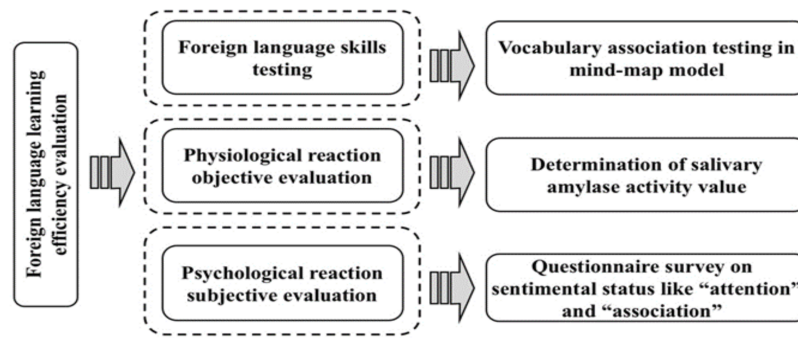 Foreign language learning
efficiency evaluation
Foreign language skills
testing
Vocabulary association testing in
mind-map model
Physiological reaction
objective evaluation
Determination of salivary
amylase activity value
Psychological reaction
subjective evaluation
Questionnaire survey on
sentimental status like “attention”
and “association”